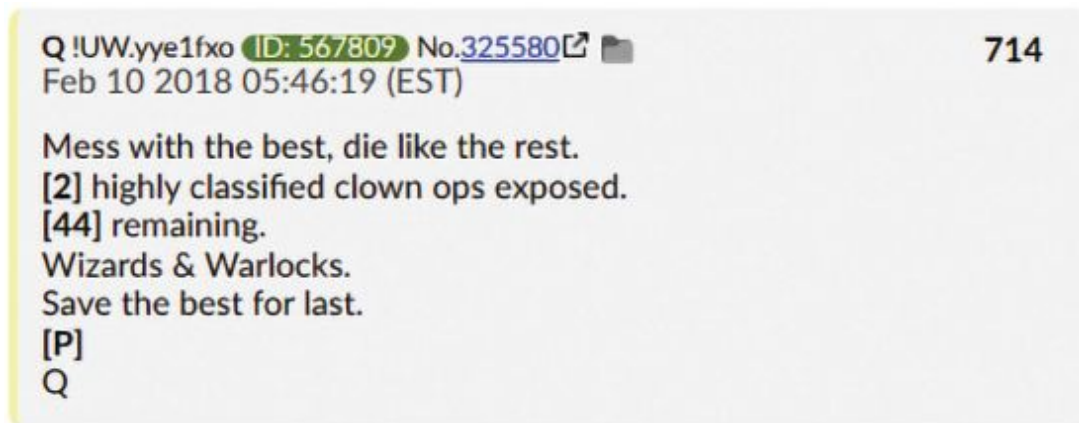 Q !UW.yye1fxo ID: 567809 No.325580 714
Feb 10 2018 05:46:19 (EST)
Mess with the best, die like the rest.
[2] highly classified clown ops exposed.
[44] remaining.
Wizards & Warlocks.
Save the best for last.
[P]
Q